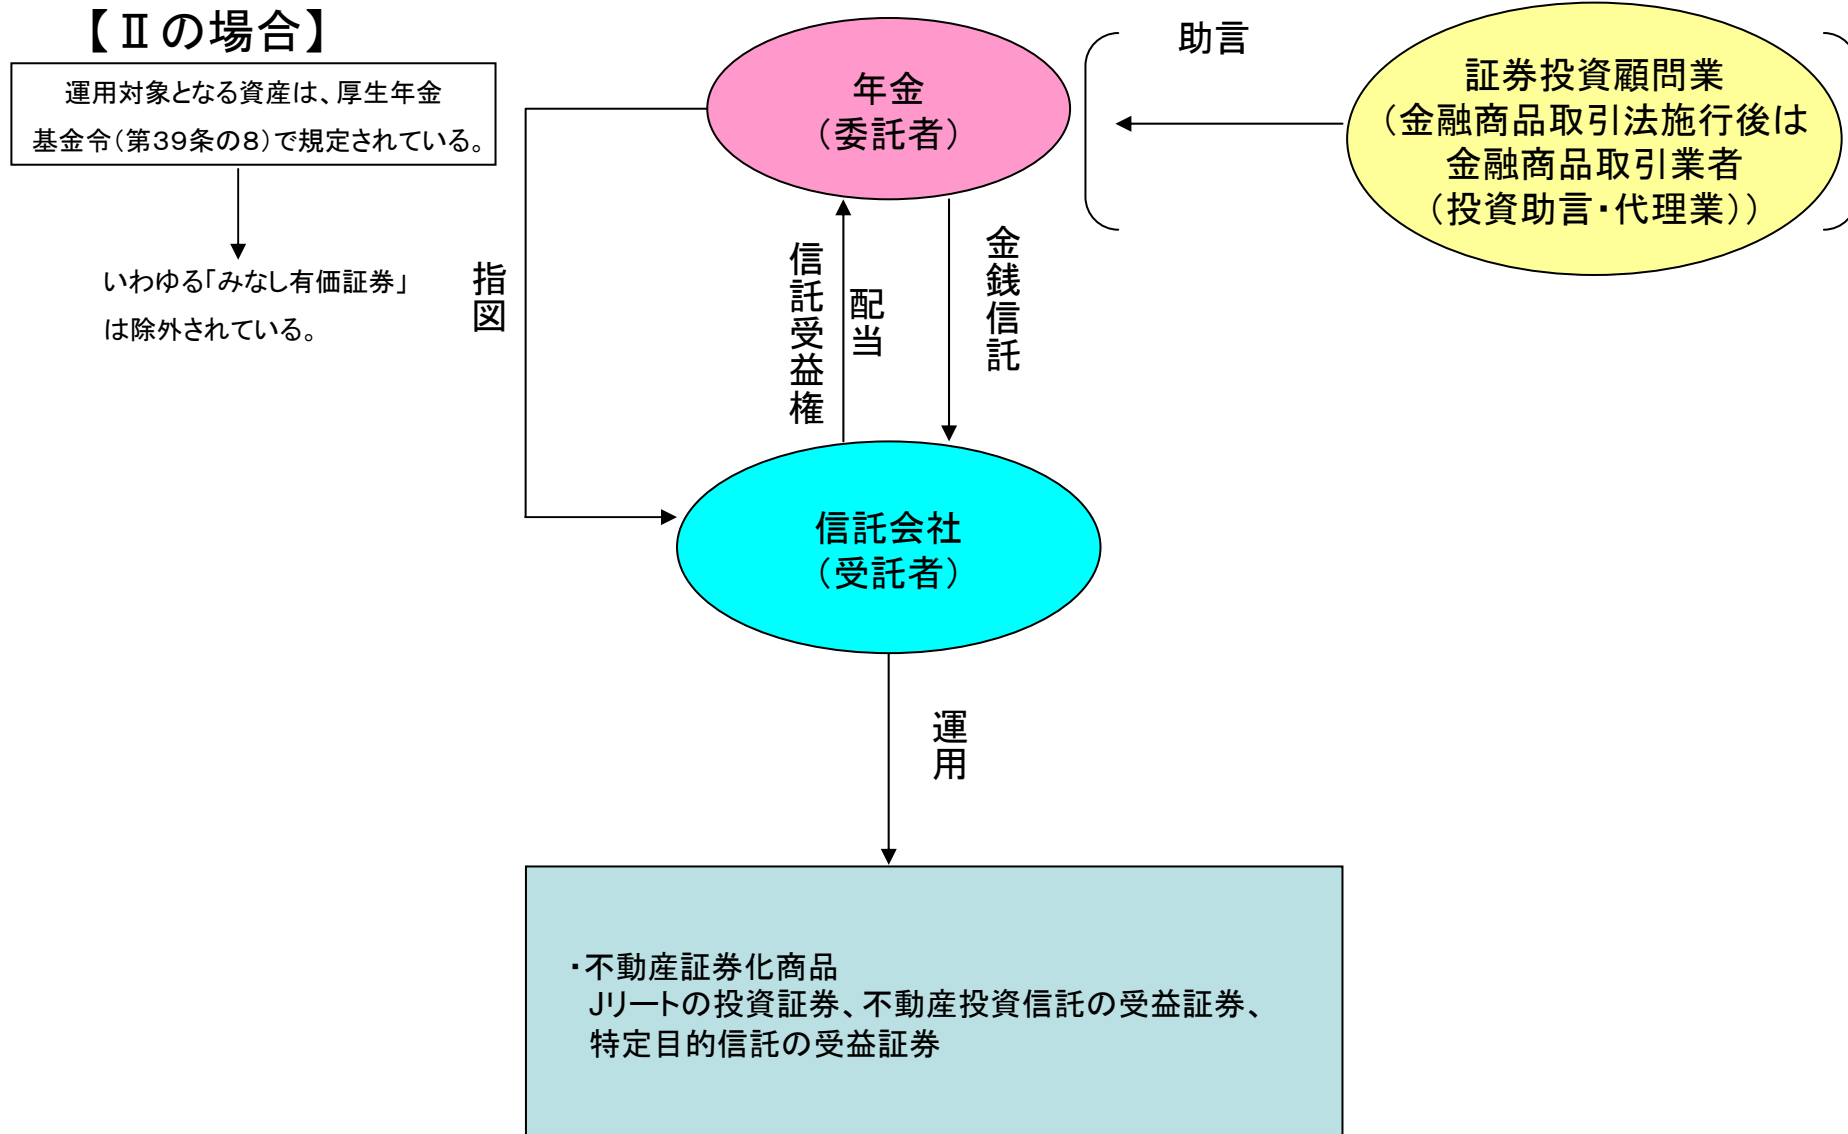 【Ⅱの場合】
運用対象となる資産は、厚生年金
基金令(第39条の8)で規定されている。
いわゆる「みなし有価証券」
は除外されている。
年金
(委託者)
助言
証券投資顧問業
(金融商品取引法施行後は
金融商品取引業者
(投資助言・代理業))
指図
信託受益権
配当
金銭信託
信託会社
(受託者)
運用
・不動産証券化商品
Jリートの投資証券、不動産投資信託の受益証券、
特定目的信託の受益証券